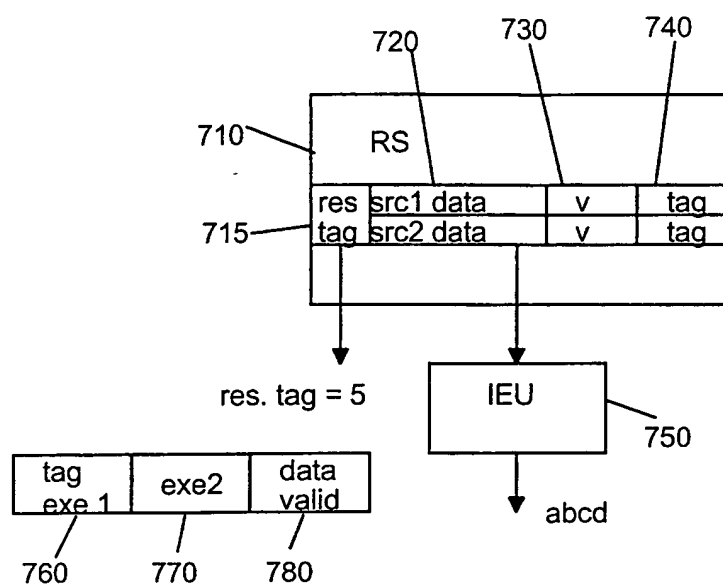 720 730 740
710 RS
res src1 data v tag
715 tag src2 data v tag
res. tag = 5 IEU
750
tag exe 1 exe2 data valid
abcd
760 770 780